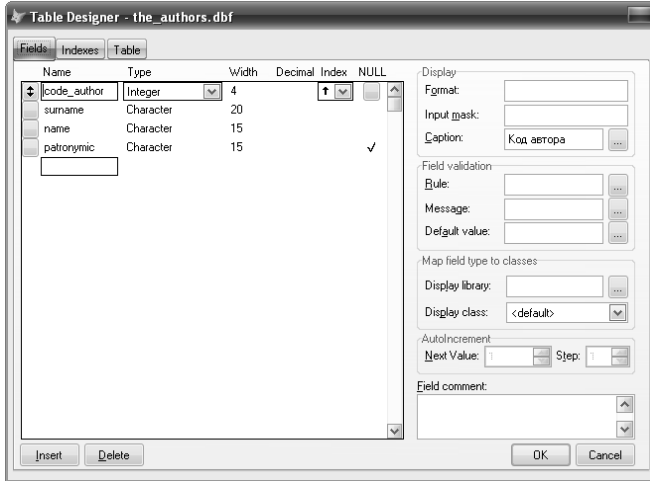 Table Designer - the_authors.dbf
Fields Indexes Table
Name Type Width Decimal Index NULL
code_author Integer 4
surname Character 20
name Character 15
patronymic Character 15
Display
Format:
Input mask:
Caption: Код автора ...
Field validation
Rule: ...
Message: ...
Default value: ...
Map field type to classes
Display library: ...
Display class: <default>
AutoIncrement
Next Value: 1 Step: 1
Field comment:
Insert Delete OK Cancel